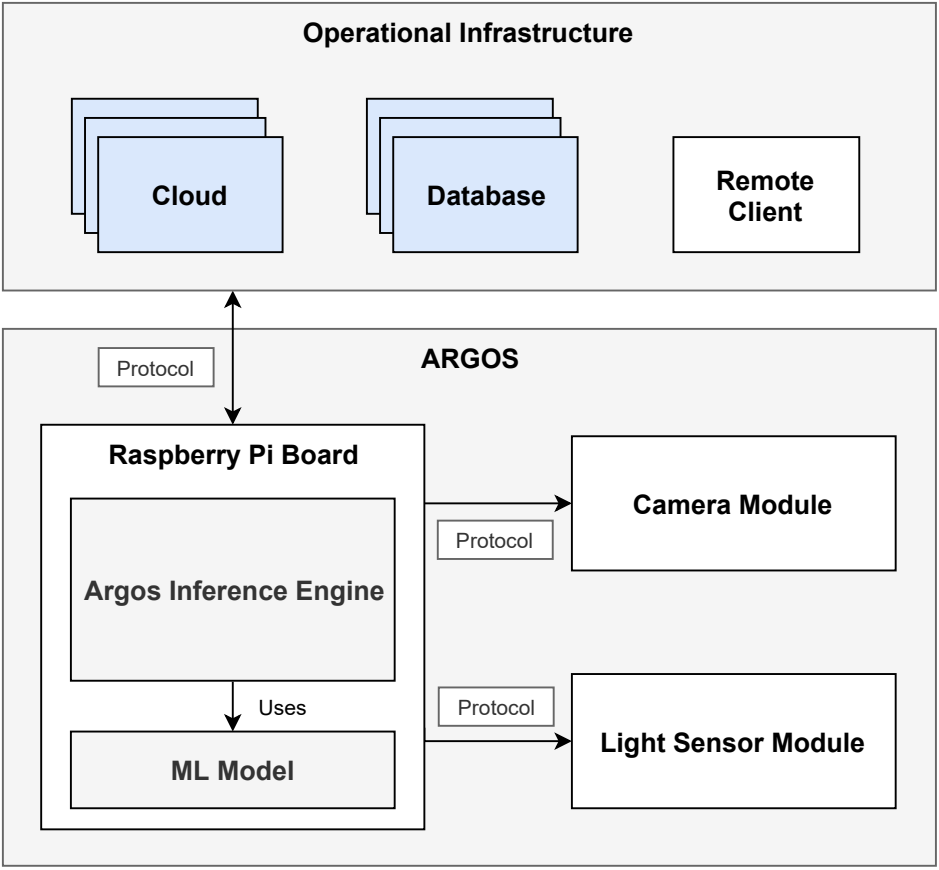 Operational Infrastructure
Cloud
Database
Remote
Client
Protocol
ARGOS
Raspberry Pi Board
Argos Inference Engine
Uses
ML Model
Protocol
Camera Module
Protocol
Light Sensor Module